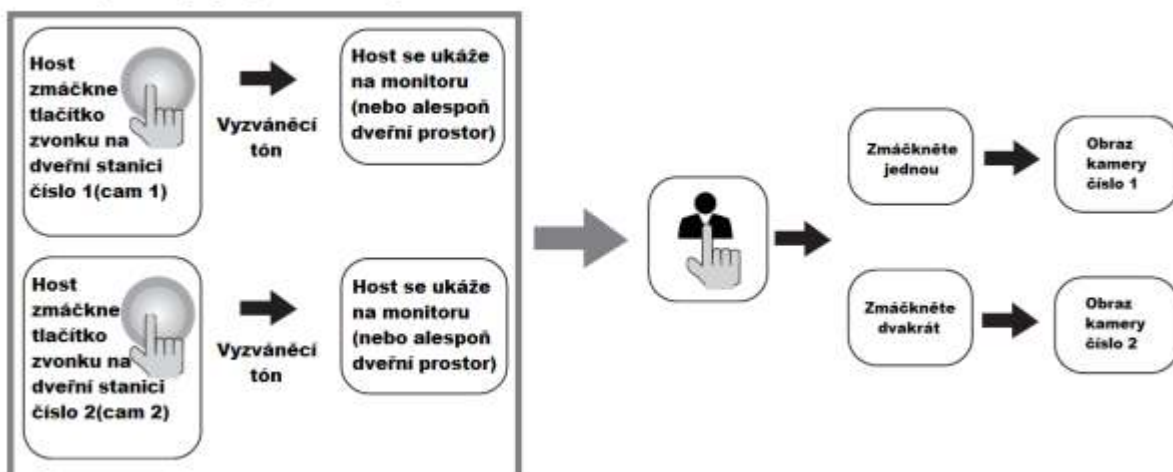 Host
zmáčkne
tlačítko
zvonku na
dveřní stanici
číslo 1(cam 1)
Vyzváněcí
tón
Host se ukáže
na monitoru
(nebo alespoň
dveřní prostor)
Host
zmáčkne
tlačítko
zvonku na
dveřní stanici
číslo 2(cam 2)
Vyzváněcí
tón
Host se ukáže
na monitoru
(nebo alespoň
dveřní prostor)
Zmáčkněte
jednou
Obraz
kamery
číslo 1
Zmáčkněte
dvakrát
Obraz
kamery
číslo 2